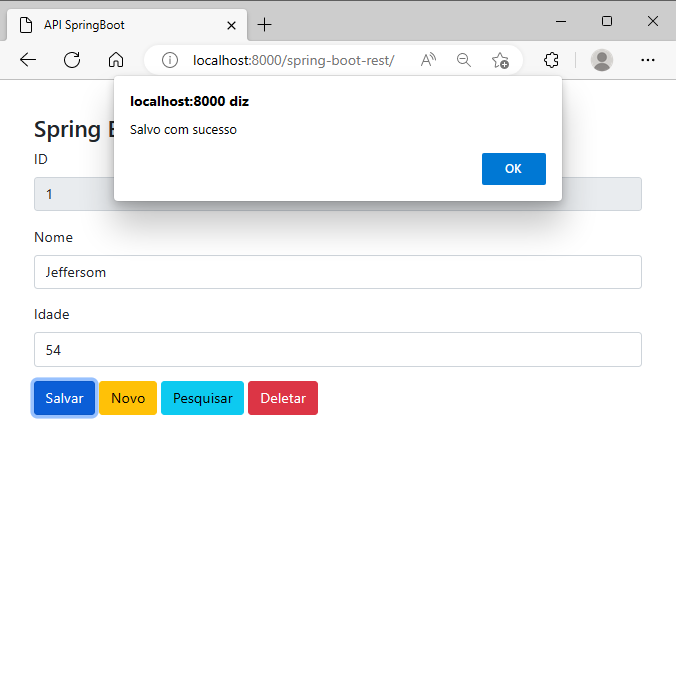 API SpringBoot
localhost:8000/spring-boot-rest/
localhost:8000 diz
Salvo com sucesso
OK
Spring
ID
1
Nome
Jeffersom
Idade
54
Salvar Novo Pesquisar Deletar